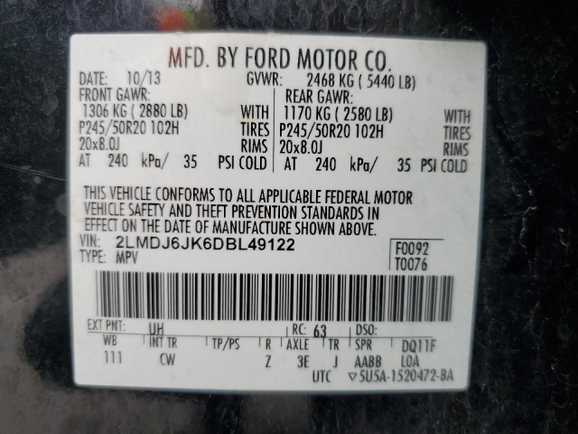 MFD. BY FORD MOTOR CO.
DATE: 10/13 GVWR: 2468 KG ( 5440 LB)
FRONT GAWR: REAR GAWR:
1306 KG ( 2880 LB) WITH 1170 KG ( 2580 LB) WITH
P245/50R20 102H TIRES P245/50R20 102H TIRES
20x8.0J RIMS 20x8.0J RIMS
AT 240 kPa/ 35 PSI COLD AT 240 kPa/ 35 PSI COLD
THIS VEHICLE CONFORMS TO ALL APPLICABLE FEDERAL MOTOR
VEHICLE SAFETY AND THEFT PREVENTION STANDARDS IN
EFFECT ON THE DATE OF MANUFACTURE SHOWN ABOVE.
VIN: 2LMDJ6JK6DBL49122 F0092
TYPE: MPV T0076
EXT PNT: UH RC: 63 DSO:
WB INT TR TP/PS R AXLE TR SPR DQ11F
111 CW Z 3E J AABB L0A
UTC 5U5A-1520472-BA